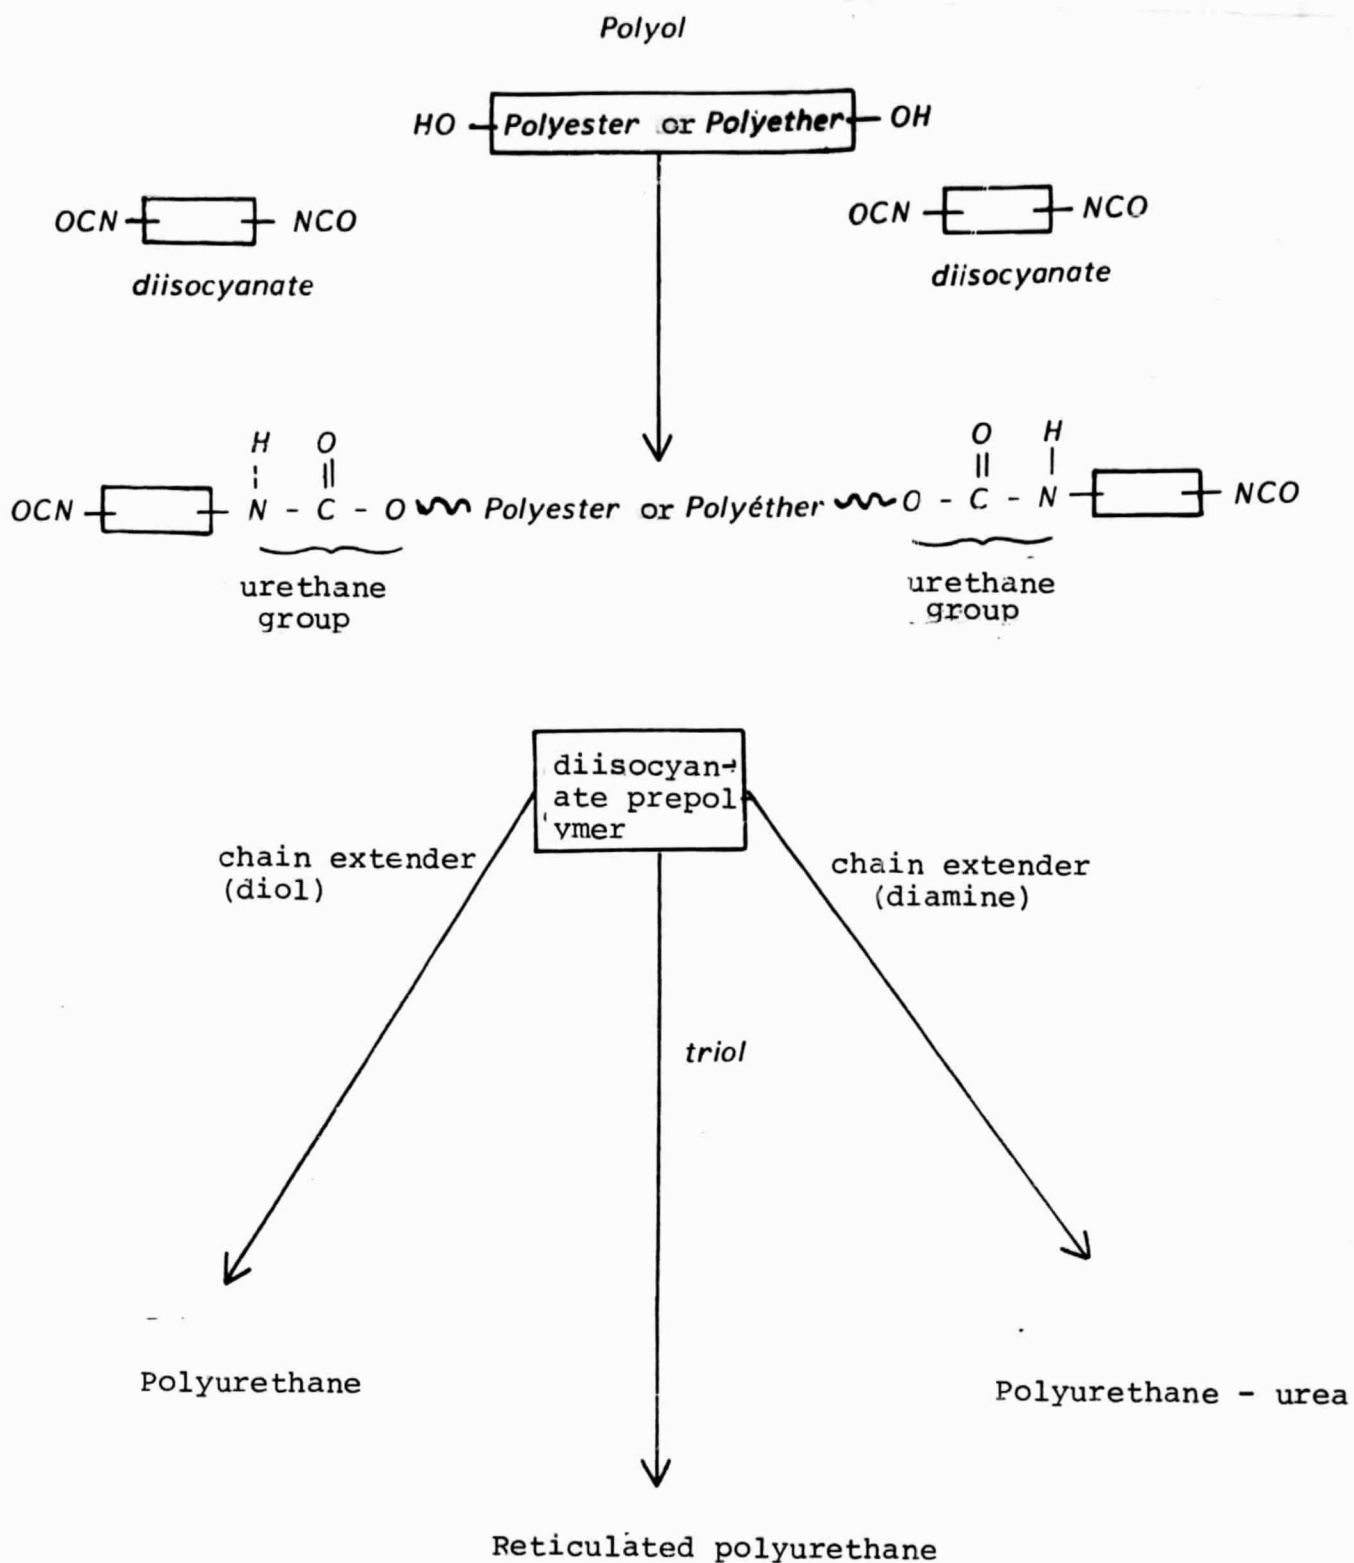 Polyol
HO Polyester or Polyether OH
OCN NCO
diisocyanate
OCN NCO
diisocyanate
H O
O H
OCN N - C - O Polyester or Polyéther O - C - N NCO
urethane
group
urethane
group
diisocyan-
ate prepol
ymer
chain extender
(diol)
chain extender
(diamine)
triol
Polyurethane
Polyurethane - urea
Reticulated polyurethane